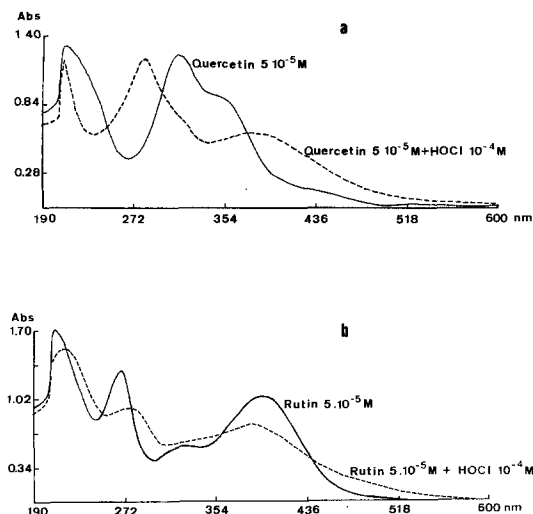 Abs
a
1.40
Quercetin 5 10⁻⁵M
0.84
Quercetin 5 10⁻⁵M+HOCl 10⁻⁴M
0.28
190 272 354 436 518 600 nm
b
Abs
1.70
Rutin 5.10⁻⁵M
1.02
Rutin 5.10⁻⁵M + HOCl 10⁻⁴M
0.34
190 272 354 436 518 600 nm